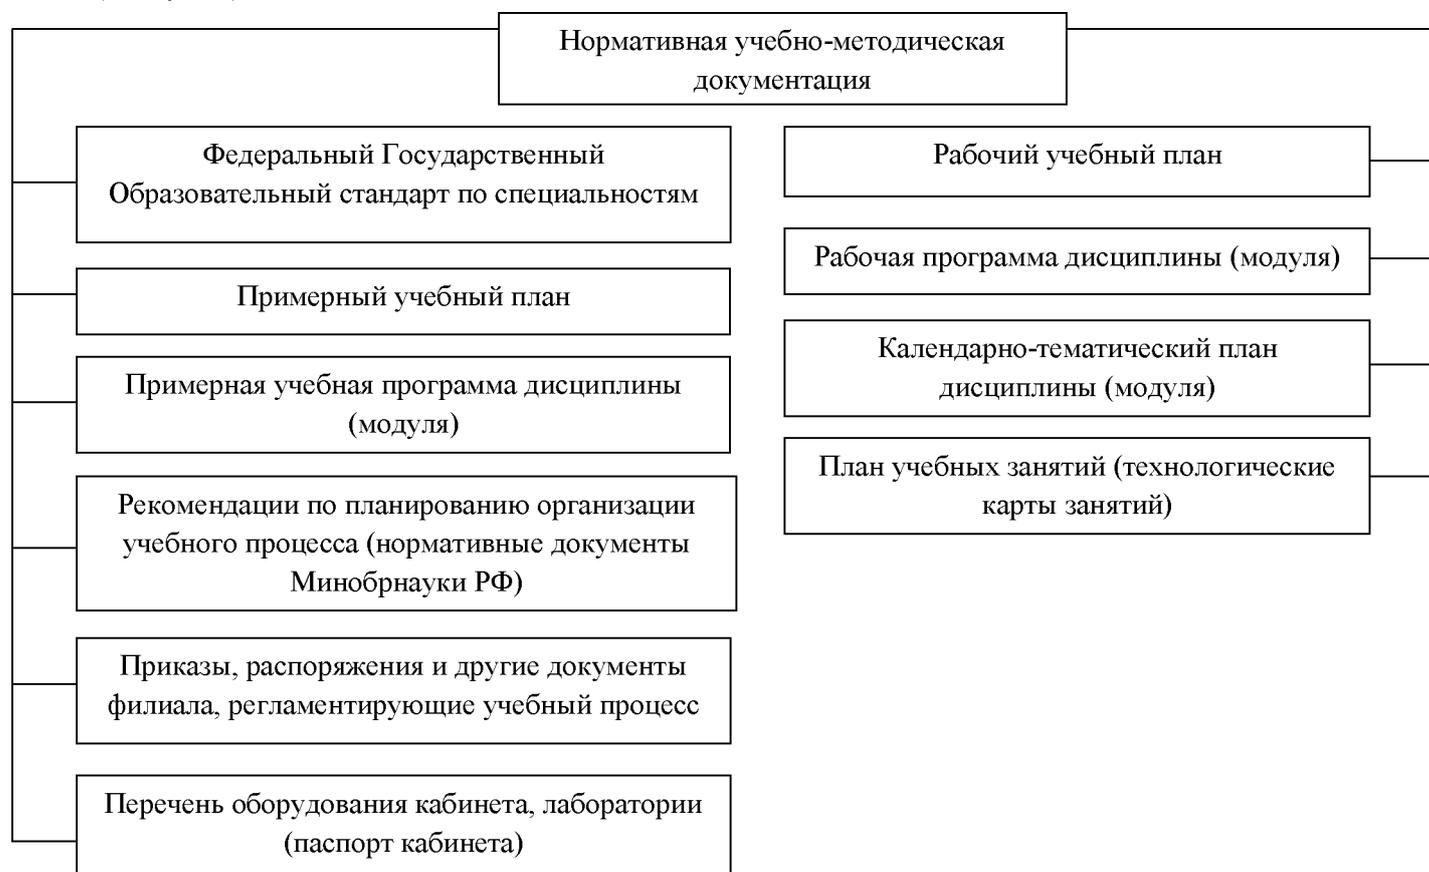 Нормативная учебно-методическая
документация
Федеральный Государственный
Образовательный стандарт по специальностям
Примерный учебный план
Примерная учебная программа дисциплины
(модуля)
Рекомендации по планированию организации
учебного процесса (нормативные документы
Минобрнауки РФ)
Приказы, распоряжения и другие документы
филиала, регламентирующие учебный процесс
Перечень оборудования кабинета, лаборатории
(паспорт кабинета)
Рабочий учебный план
Рабочая программа дисциплины (модуля)
Календарно-тематический план
дисциплины (модуля)
План учебных занятий (технологические
карты занятий)